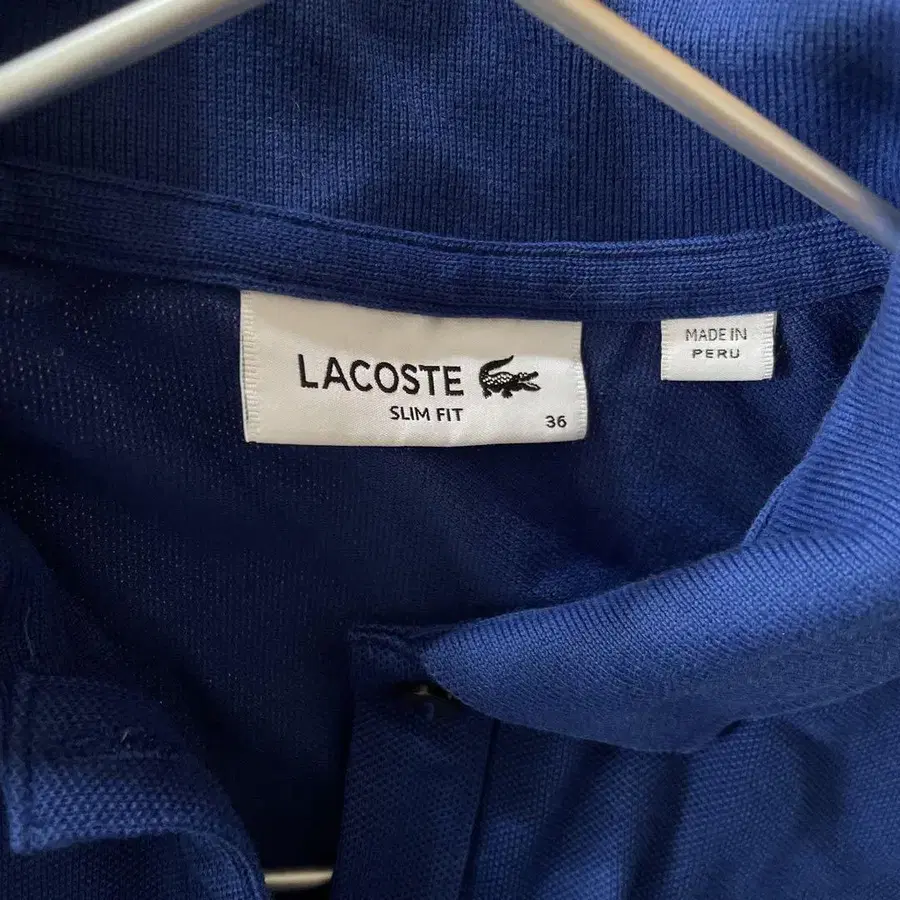 LACOSTE
SLIM FIT
36
MADE IN
PERU